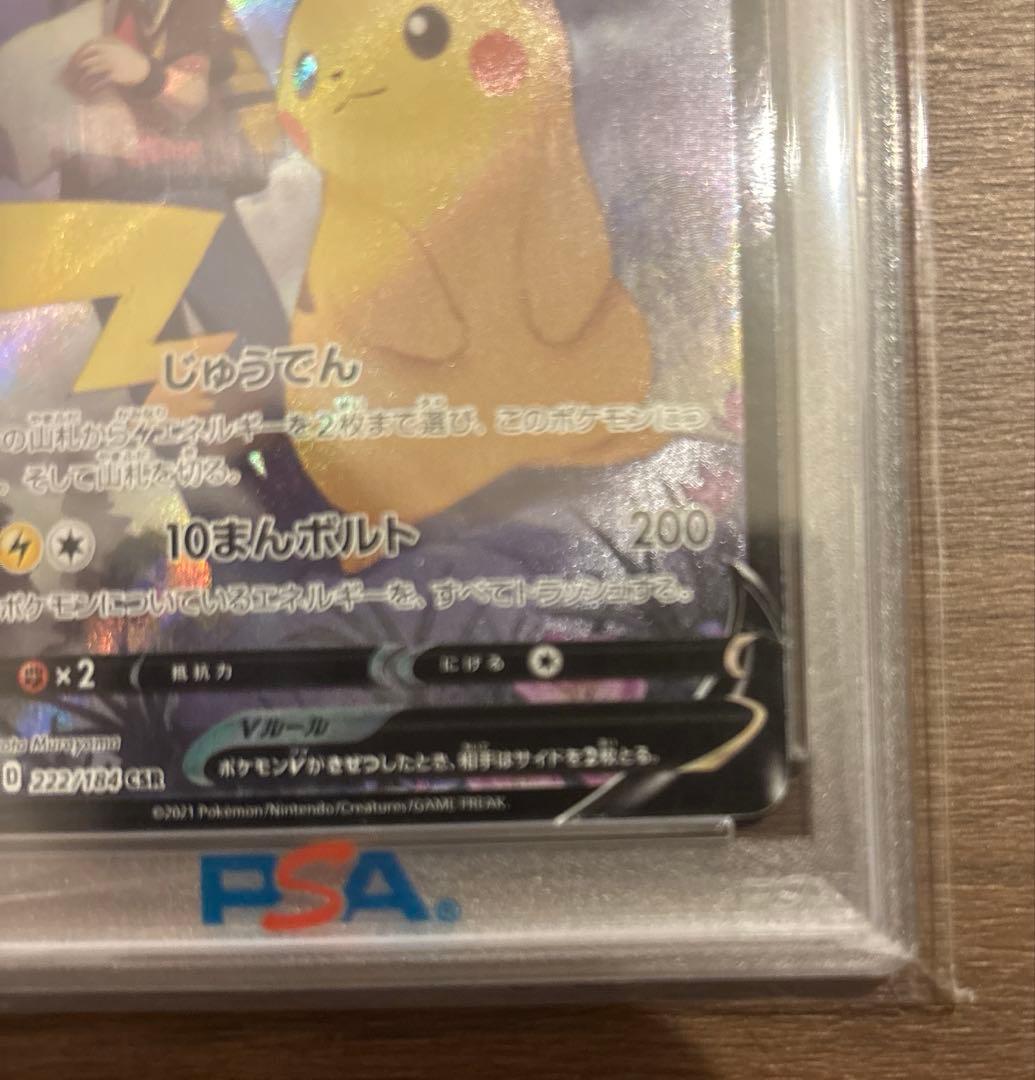 じゅうでん
の山札からエネルギーを2枚まで選び、このポケモンにつ
、そして山札を切る。
10まんボルト 200
ポケモンについているエネルギーを、すべてトラッシュする。
×2 抵抗力 にげる
Vルール
ポケモンVがきぜつしたとき、相手はサイドを2枚とる。
oto Murayama
D 222/184 CSR
©2021 Pokémon/Nintendo/Creatures/GAME FREAK.
PSA®